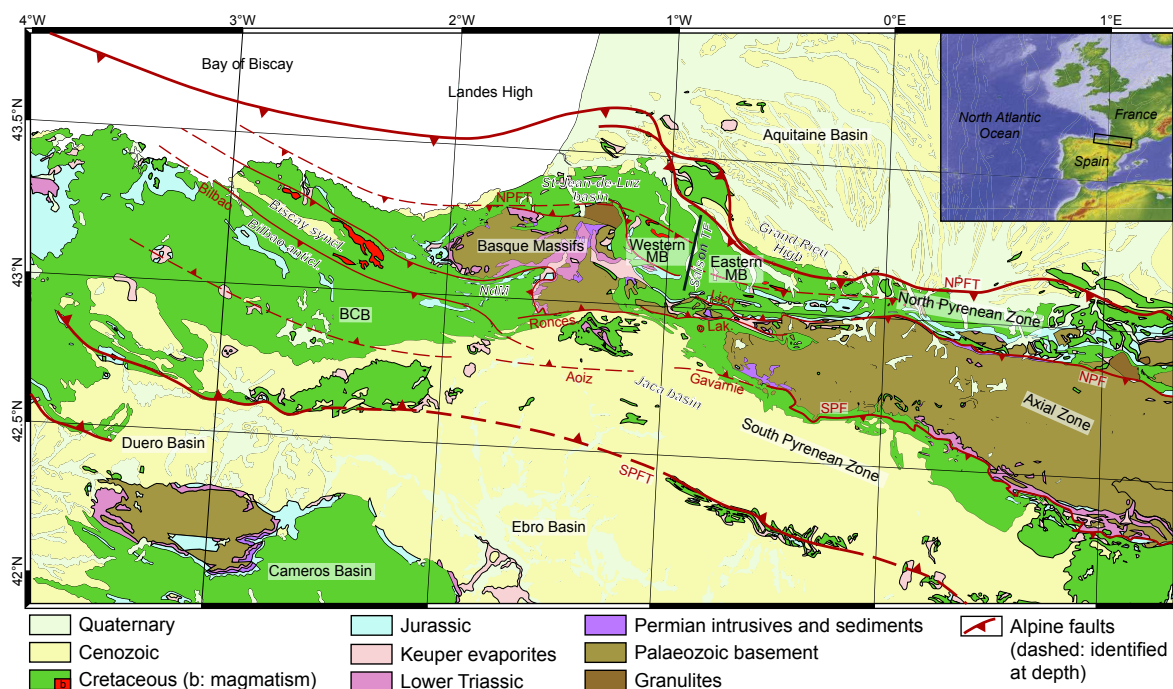 4°W
3°W
2°W
1°W
0°E
1°E
43.5°N
43°N
42.5°N
42°N
Bay of Biscay
Landes High
Aquitaine Basin
North Atlantic
Ocean
France
Spain
St-Jean-de-Luz
basin
NPFT
Bilbao
Biscay syncl.
Bilbao anticl.
Basque Massifs
Western
MB
Saison TF
Eastern
MB
Grand Rieu
High
NPFT
North Pyrenean Zone
BCB
Ronces
Lak.
Aoiz
Gavarnie
Jaca basin
SPF
NPF
Axial Zone
South Pyrenean Zone
Duero Basin
SPFT
Ebro Basin
Cameros Basin
Quaternary
Cenozoic
b
Cretaceous (b: magmatism)
Jurassic
Keuper evaporites
Lower Triassic
Permian intrusives and sediments
Palaeozoic basement
Granulites
Alpine faults
(dashed: identified
at depth)